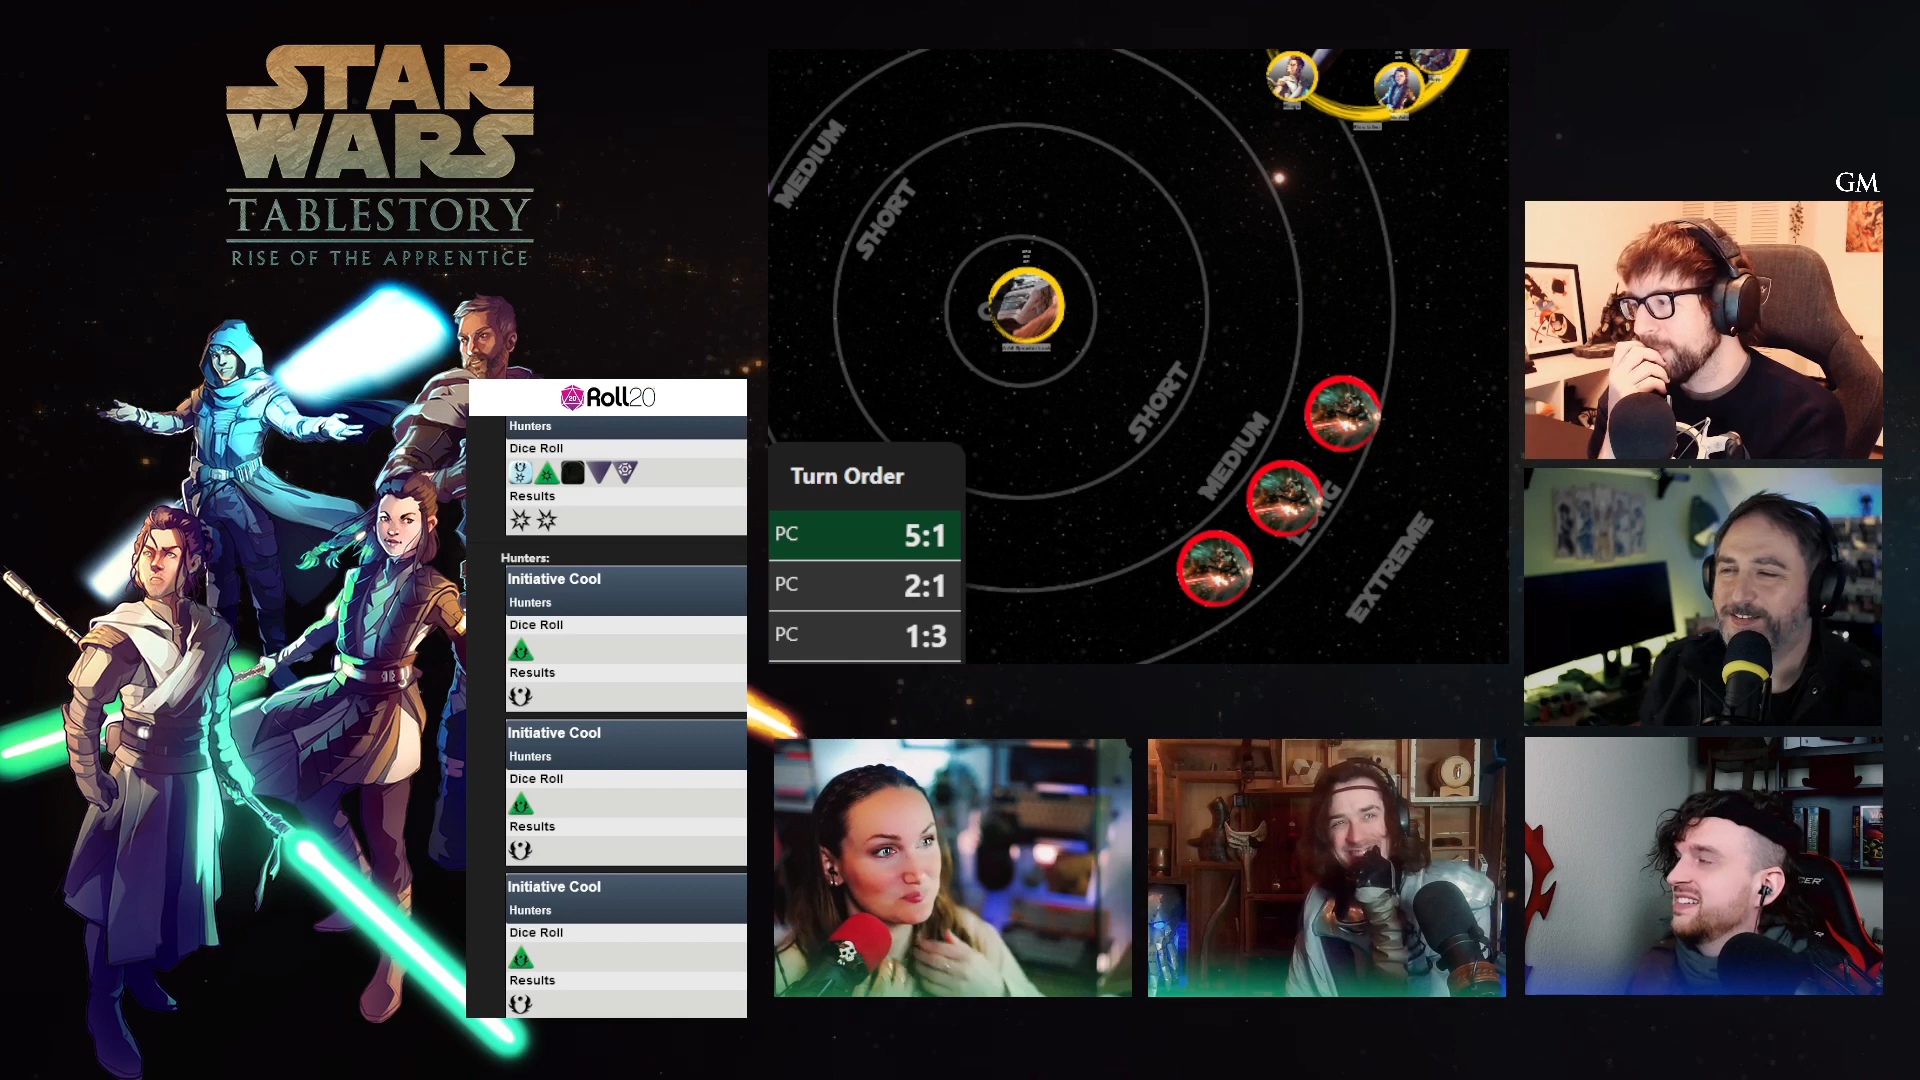 STAR
WARS
TABLESTORY
RISE OF THE APPRENTICE
Roll20
Hunters
Dice Roll
Results
Hunters:
Initiative Cool
Hunters
Dice Roll
Results
Initiative Cool
Hunters
Dice Roll
Results
Initiative Cool
Hunters
Dice Roll
Results
MEDIUM
SHORT
SHORT
MEDIUM
EXTREME
Turn Order
PC 5:1
PC 2:1
PC 1:3
GM